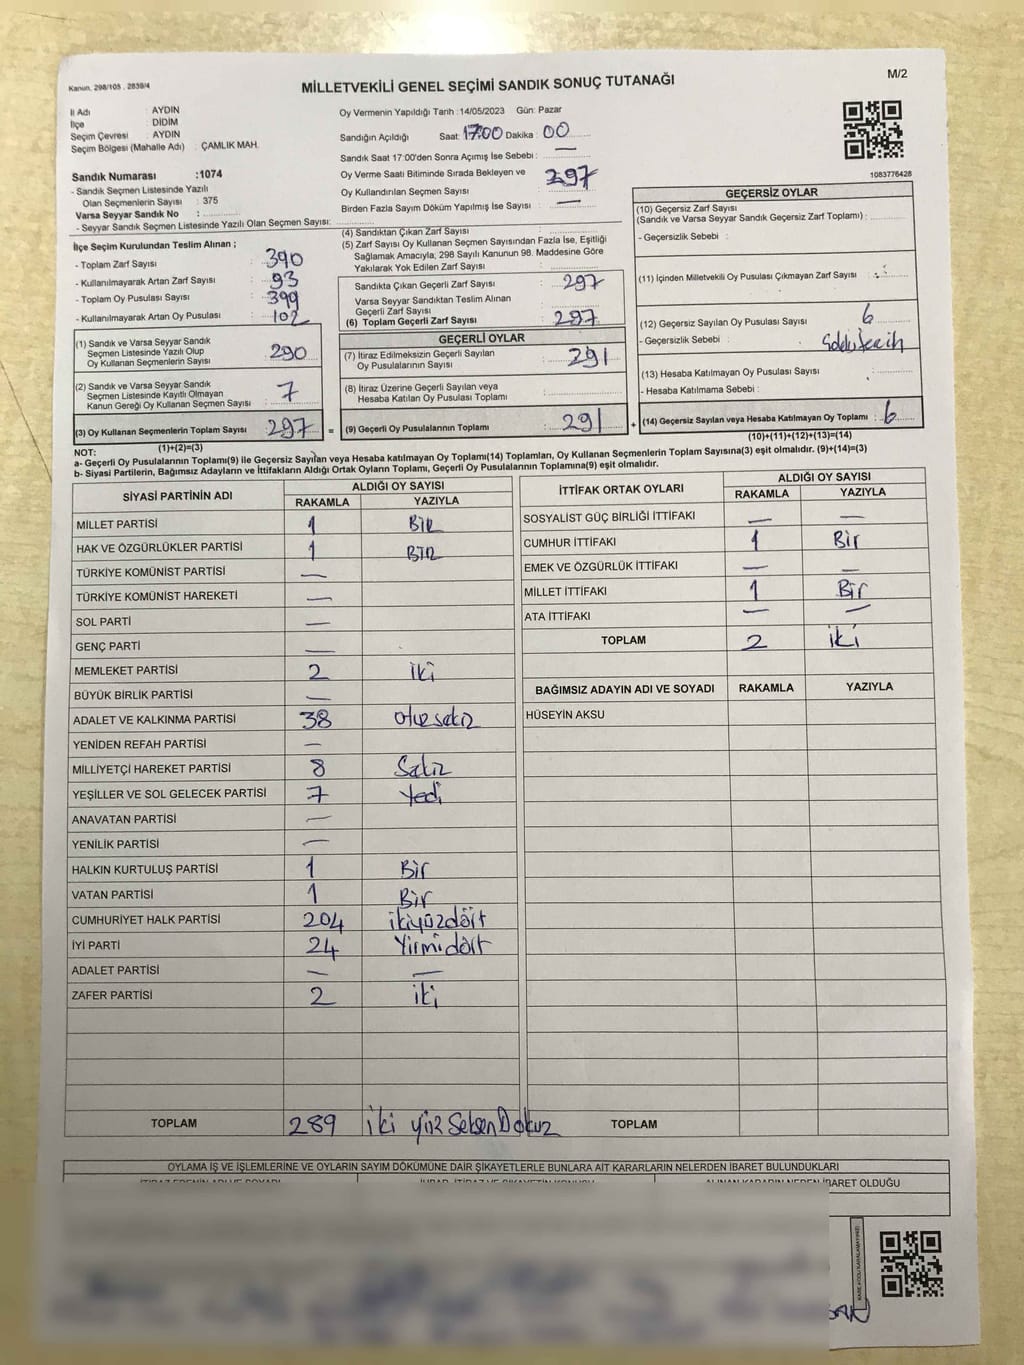 Kanun. 298/105 . 2839/4
M/2
MİLLETVEKİLİ GENEL SEÇİMİ SANDIK SONUÇ TUTANAĞI
İl Adı : AYDIN
İlçe : DİDİM
Seçim Çevresi : AYDIN
Seçim Bölgesi (Mahalle Adı) : ÇAMLIK MAH.
Sandık Numarası :1074
- Sandık Seçmen Listesinde Yazılı
Olan Seçmenlerin Sayısı : 375
Varsa Seyyar Sandık No :
- Seyyar Sandık Seçmen Listesinde Yazılı Olan Seçmen Sayısı:
Oy Vermenin Yapıldığı Tarih :14/05/2023 Gün: Pazar
Sandığın Açıldığı Saat: 17:00 Dakika : 00
Sandık Saat 17:00'den Sonra Açımış İse Sebebi : —
Oy Verme Saati Bitiminde Sırada Bekleyen ve
Oy Kullandırılan Seçmen Sayısı : 297
Birden Fazla Sayım Döküm Yapılmış İse Sayısı : —
1083776428
İlçe Seçim Kurulundan Teslim Alınan ;
- Toplam Zarf Sayısı : 390
- Kullanılmayarak Artan Zarf Sayısı : 93
- Toplam Oy Pusulası Sayısı : 399
- Kullanılmayarak Artan Oy Pusulası : 102
(1) Sandık ve Varsa Seyyar Sandık
Seçmen Listesinde Yazılı Olup
Oy Kullanan Seçmenlerin Sayısı : 290
(2) Sandık ve Varsa Seyyar Sandık
Seçmen Listesinde Kayıtlı Olmayan
Kanun Gereği Oy Kullanan Seçmen Sayısı : 7
(3) Oy Kullanan Seçmenlerin Toplam Sayısı : 297
(1)+(2)=(3)
(4) Sandıktan Çıkan Zarf Sayısı :
(5) Zarf Sayısı Oy Kullanan Seçmen Sayısından Fazla İse, Eşitliği
Sağlamak Amacıyla, 298 Sayılı Kanunun 98. Maddesine Göre
Yakılarak Yok Edilen Zarf Sayısı :
Sandıkta Çıkan Geçerli Zarf Sayısı : 297
Varsa Seyyar Sandıktan Teslim Alınan
Geçerli Zarf Sayısı :
(6) Toplam Geçerli Zarf Sayısı : 297
GEÇERLİ OYLAR
(7) İtiraz Edilmeksizin Geçerli Sayılan
Oy Pusulalarının Sayısı : 291
(8) İtiraz Üzerine Geçerli Sayılan veya
Hesaba Katılan Oy Pusulası Toplamı :
= (9) Geçerli Oy Pusulalarının Toplamı : 291 +
GEÇERSİZ OYLAR
(10) Geçersiz Zarf Sayısı
(Sandık ve Varsa Seyyar Sandık Geçersiz Zarf Toplamı) :
- Geçersizlik Sebebi :
(11) İçinden Milletvekili Oy Pusulası Çıkmayan Zarf Sayısı :
(12) Geçersiz Sayılan Oy Pusulası Sayısı : 6
- Geçersizlik Sebebi :
(13) Hesaba Katılmayan Oy Pusulası Sayısı :
- Hesaba Katılmama Sebebi :
(14) Geçersiz Sayılan veya Hesaba Katılmayan Oy Toplamı : 6
(10)+(11)+(12)+(13)=(14)
NOT:
a- Geçerli Oy Pusulalarının Toplamı(9) ile Geçersiz Sayılan veya Hesaba Katılmayan Oy Toplamı(14) Toplamları, Oy Kullanan Seçmenlerin Toplam Sayısına(3) eşit olmalıdır. (9)+(14)=(3)
b- Siyasi Partilerin, Bağımsız Adayların ve İttifakların Aldığı Ortak Oyların Toplamı, Geçerli Oy Pusulalarının Toplamına(9) eşit olmalıdır.
SİYASİ PARTİNİN ADI ALDIĞI OY SAYISI
RAKAMLA YAZIYLA
MİLLET PARTİSİ 1 BİR
HAK VE ÖZGÜRLÜKLER PARTİSİ 1 BİR
TÜRKİYE KOMÜNİST PARTİSİ —
TÜRKİYE KOMÜNİST HAREKETİ —
SOL PARTİ —
GENÇ PARTİ —
MEMLEKET PARTİSİ 2 iki
BÜYÜK BİRLİK PARTİSİ —
ADALET VE KALKINMA PARTİSİ 38 otuzsekiz
YENİDEN REFAH PARTİSİ —
MİLLİYETÇİ HAREKET PARTİSİ 8 Sekiz
YEŞİLLER VE SOL GELECEK PARTİSİ 7 Yedi
ANAVATAN PARTİSİ —
YENİLİK PARTİSİ —
HALKIN KURTULUŞ PARTİSİ 1 Bir
VATAN PARTİSİ 1 Bir
CUMHURİYET HALK PARTİSİ 204 ikiyüzdört
İYİ PARTİ 24 Yirmidört
ADALET PARTİSİ — —
ZAFER PARTİSİ 2 iki
TOPLAM 289 iki yüz SeksenDokuz
İTTİFAK ORTAK OYLARI ALDIĞI OY SAYISI
RAKAMLA YAZIYLA
SOSYALİST GÜÇ BİRLİĞİ İTTİFAKI — —
CUMHUR İTTİFAKI 1 Bir
EMEK VE ÖZGÜRLÜK İTTİFAKI — —
MİLLET İTTİFAKI 1 Bir
ATA İTTİFAKI — —
TOPLAM 2 iki
BAĞIMSIZ ADAYIN ADI VE SOYADI RAKAMLA YAZIYLA
HÜSEYİN AKSU
TOPLAM
OYLAMA İŞ VE İŞLEMLERİNE VE OYLARIN SAYIM DÖKÜMÜNE DAİR ŞİKAYETLERLE BUNLARA AİT KARARLARIN NELERDEN İBARET BULUNDUKLARI
İBARET OLDUĞU